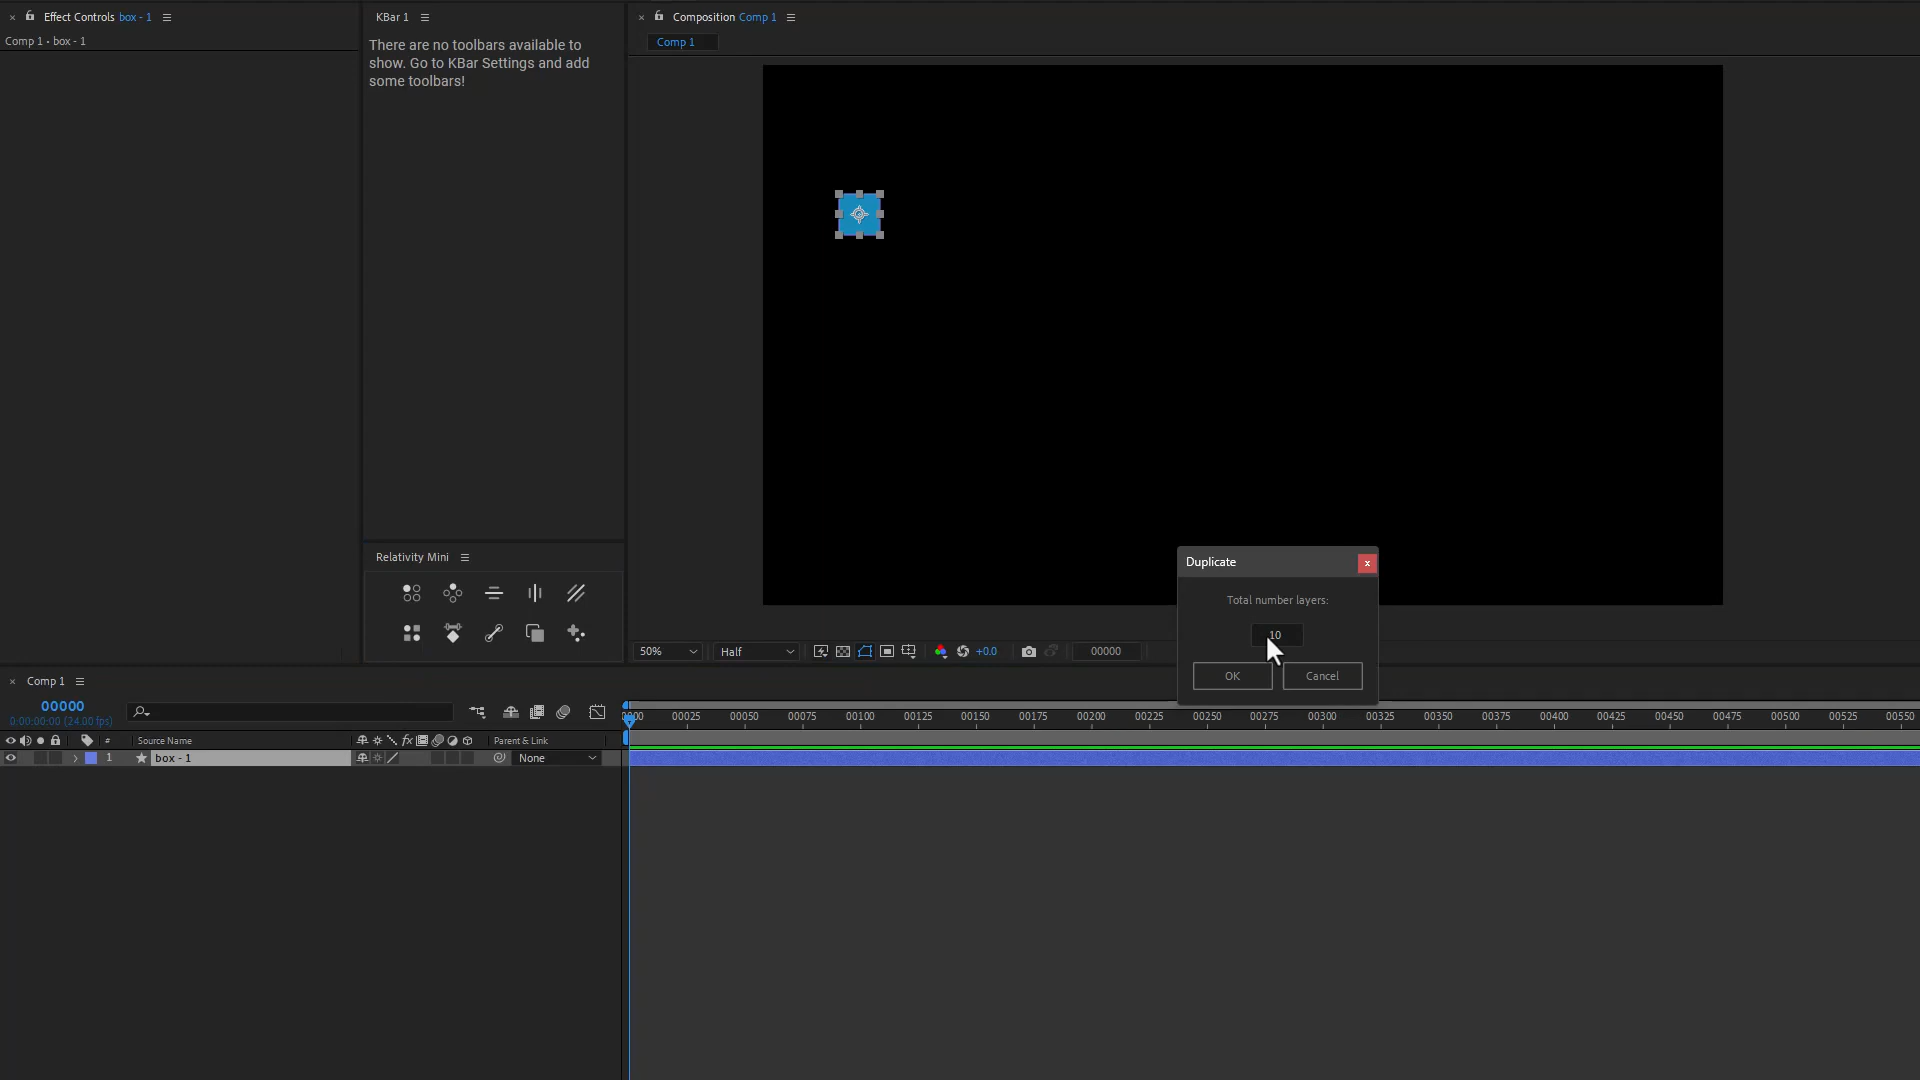 Effect Controls box - 1
Comp 1 • box - 1
KBar 1
There are no toolbars available to
show. Go to KBar Settings and add
some toolbars!
Relativity Mini
Composition Comp 1
Comp 1
Duplicate
x
Total number layers:
10
OK
Cancel
50%
Half
+0.0
00000
Comp 1
00000
0:00:00:00 (24.00 fps)
# Source Name
fx
Parent & Link
1 box - 1
None
00025 00050 00075 00100 00125 00150 00175 00200 00225 00250 00275 00300 00325 00350 00375 00400 00425 00450 00475 00500 00525 00550